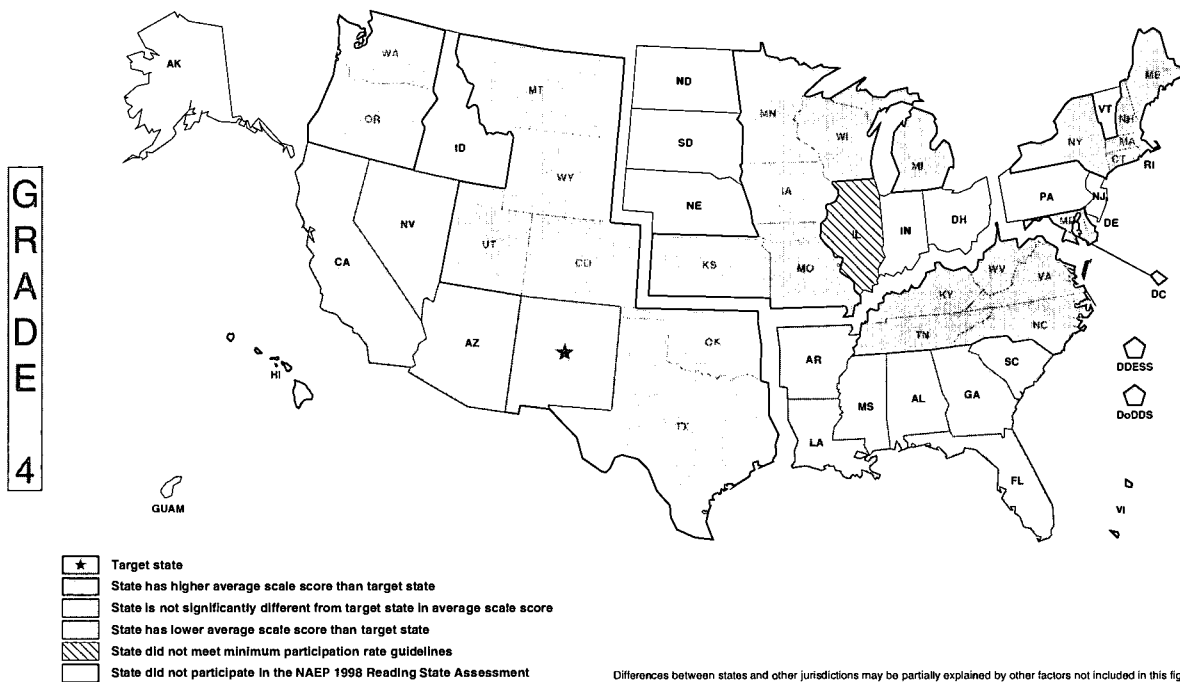 GRADE 4
AK
WA
MT
ND
MN
ME
VT
NH
OR
ID
SD
WI
NY
MA
CT
RI
MI
WY
IA
NE
PA
NJ
NV
UT
CO
IL
IN
OH
DE
CA
KS
MO
WV
VA
KY
DC
NC
TN
AZ
OK
AR
SC
HI
DDESS
MS
AL
GA
DoDDS
TX
LA
FL
GUAM
VI
Target state
State has higher average scale score than target state
State is not significantly different from target state in average scale score
State has lower average scale score than target state
State did not meet minimum participation rate guidelines
State did not participate in the NAEP 1998 Reading State Assessment
Differences between states and other jurisdictions may be partially explained by other factors not included in this fig